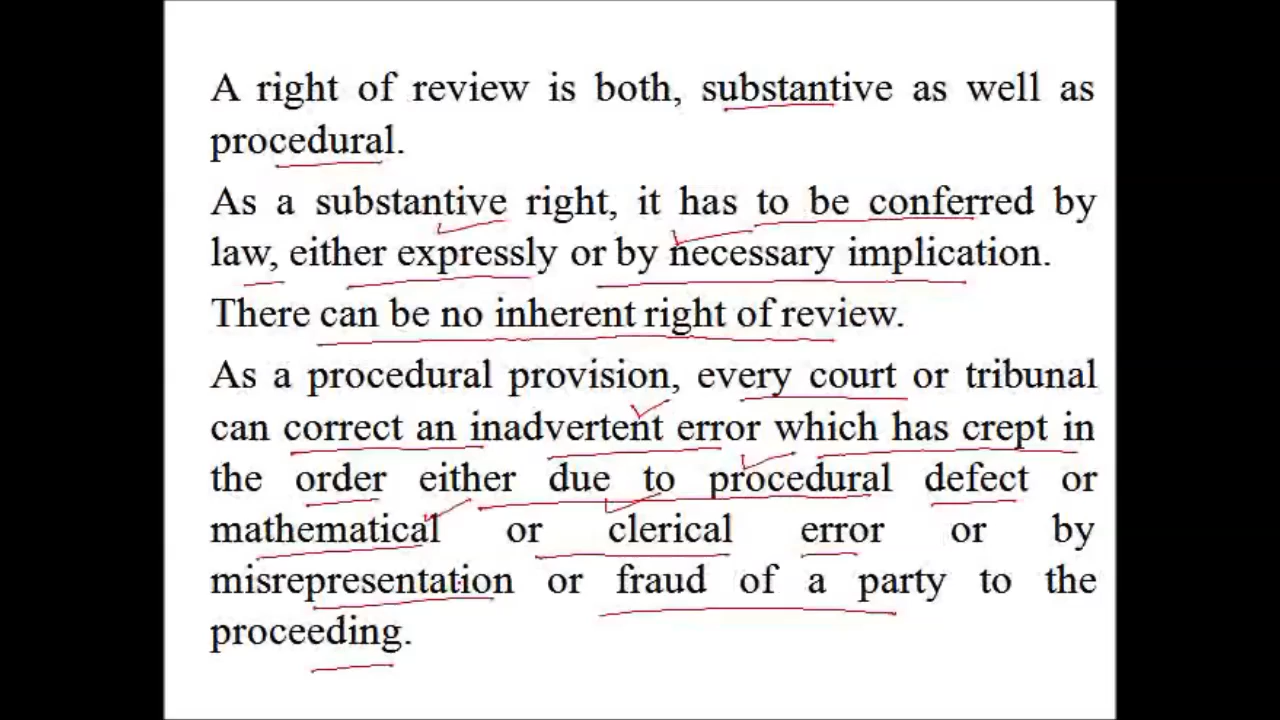 A right of review is both, substantive as well as
procedural.
As a substantive right, it has to be conferred by
law, either expressly or by necessary implication.
There can be no inherent right of review.
As a procedural provision, every court or tribunal
can correct an inadvertent error which has crept in
the order either due to procedural defect or
mathematical or clerical error or by
misrepresentation or fraud of a party to the
proceeding.